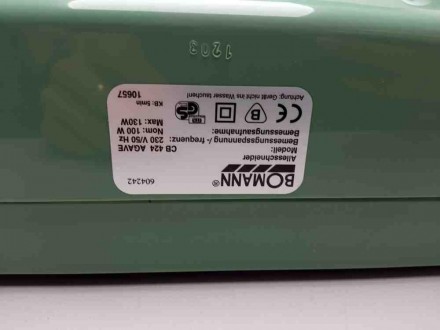 BOMANN®
604242
Allesschneider
Modell: CB 424 AGAVE
Bemessungsspannung /- frequenz: 230 V/50 Hz
Bemessungsaufnahme: Nom: 100 W
Max: 130W
KB: 5min
Achtung: Gerät nicht ins Wasser tauchen!
10657
1203